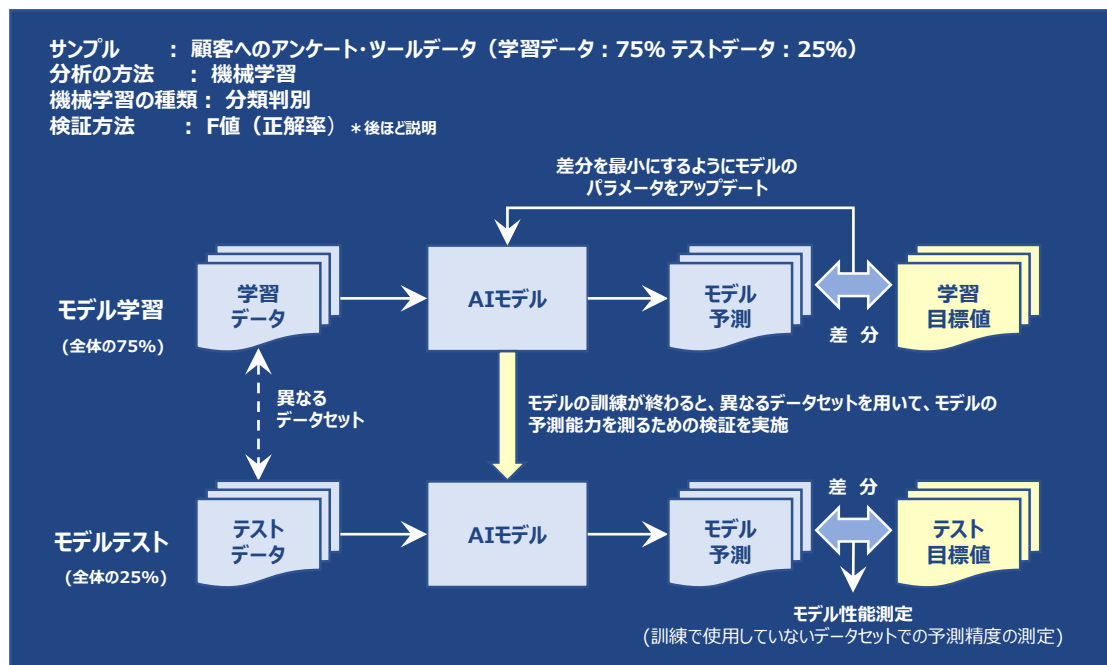 サンプル : 顧客へのアンケート・ツールデータ（学習データ：75% テストデータ：25%）
分析の方法 : 機械学習
機械学習の種類： 分類判別
検証方法 : F値（正解率）＊後ほど説明
差分を最小にするようにモデルの
パラメータをアップデート
モデル学習
(全体の75%)
学習
データ
AIモデル
モデル
予測
差 分
学習
目標値
異なる
データセット
モデルの訓練が終わると、異なるデータセットを用いて、モデルの
予測能力を測るための検証を実施
モデルテスト
(全体の25%)
テスト
データ
AIモデル
モデル
予測
差 分
テスト
目標値
モデル性能測定
(訓練で使用していないデータセットでの予測精度の測定)